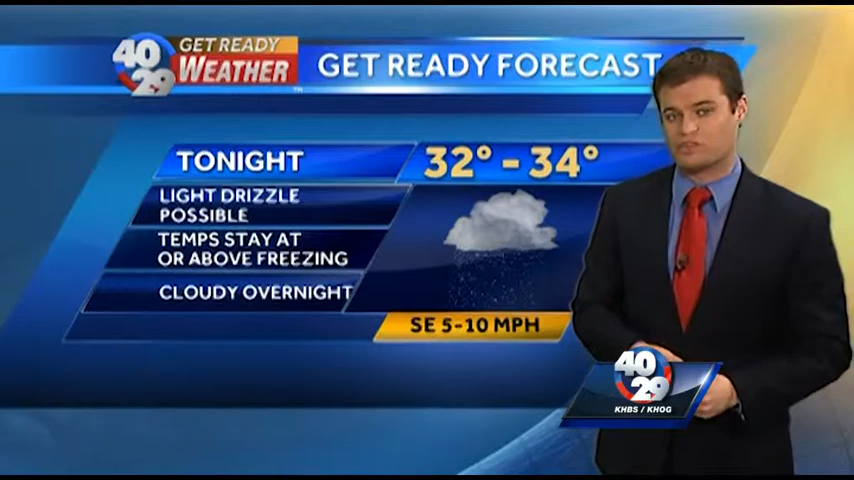 40
29
GET READY
WEATHER
GET READY FORECAST
TONIGHT
32° - 34°
LIGHT DRIZZLE
POSSIBLE
TEMPS STAY AT
OR ABOVE FREEZING
CLOUDY OVERNIGHT
SE 5-10 MPH
40
29
KHBS / KHOG